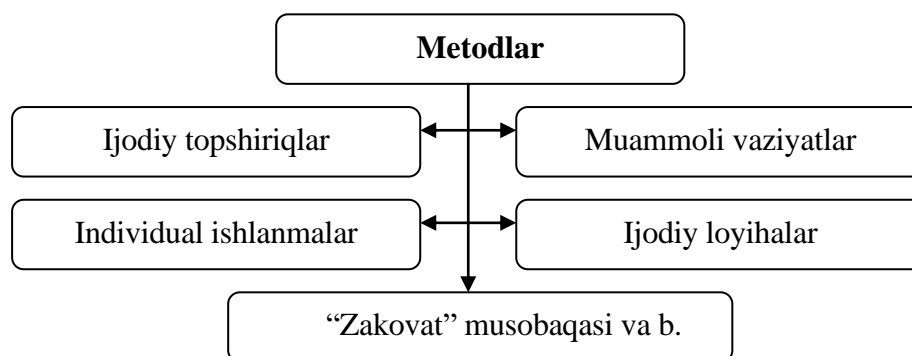 Metodlar
Ijodiy topshiriqlar
Muammoli vaziyatlar
Individual ishlanmalar
Ijodiy loyihalar
“Zakovat” musobaqasi va b.